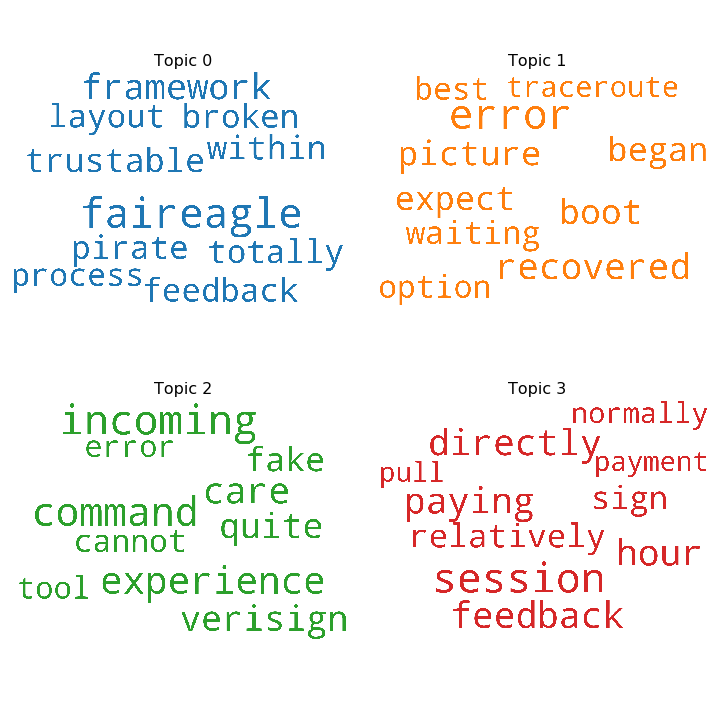 Topic 0
framework
layout broken
trustable within
faireagle
pirate totally
process feedback
Topic 1
best traceroute
error
picture began
expect boot
waiting
recovered
option
Topic 2
incoming
error
fake
care
command
quite
cannot
tool experience
verisign
Topic 3
normally
directly
payment
pull
paying sign
relatively
hour
session
feedback